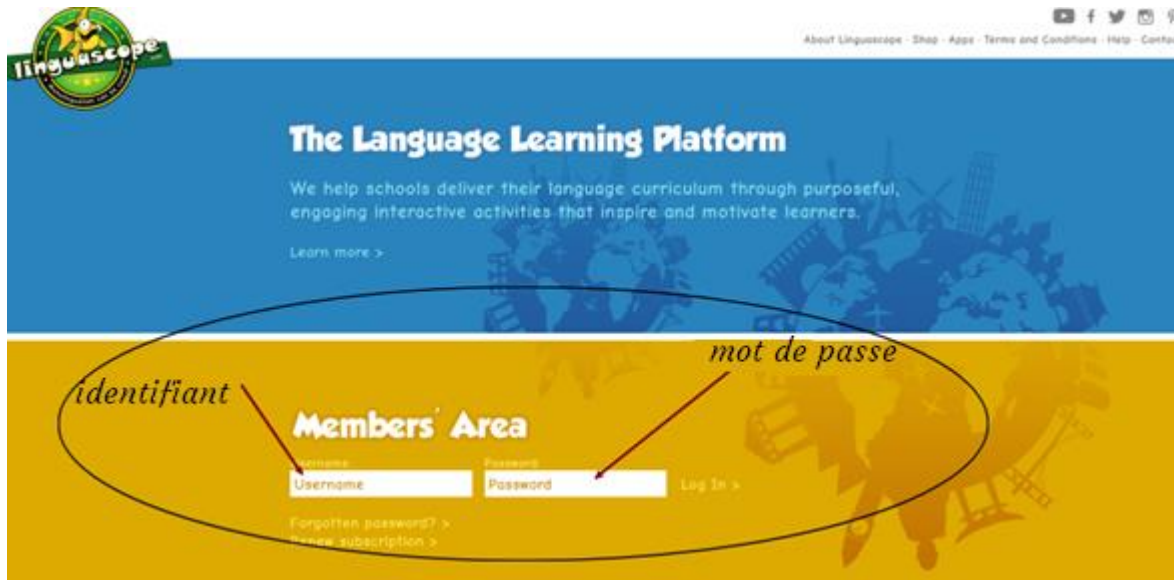 linguascope
About Linguascope · Shop · Apps · Terms and Conditions · Help ·
The Language Learning Platform
We help schools deliver their language curriculum through purposeful,
engaging interactive activities that inspire and motivate learners.
Learn more >
mot de passe
identifiant
Members' Area
Username Password
Username Password Log In >
Forgotten password? >
Renew subscription >